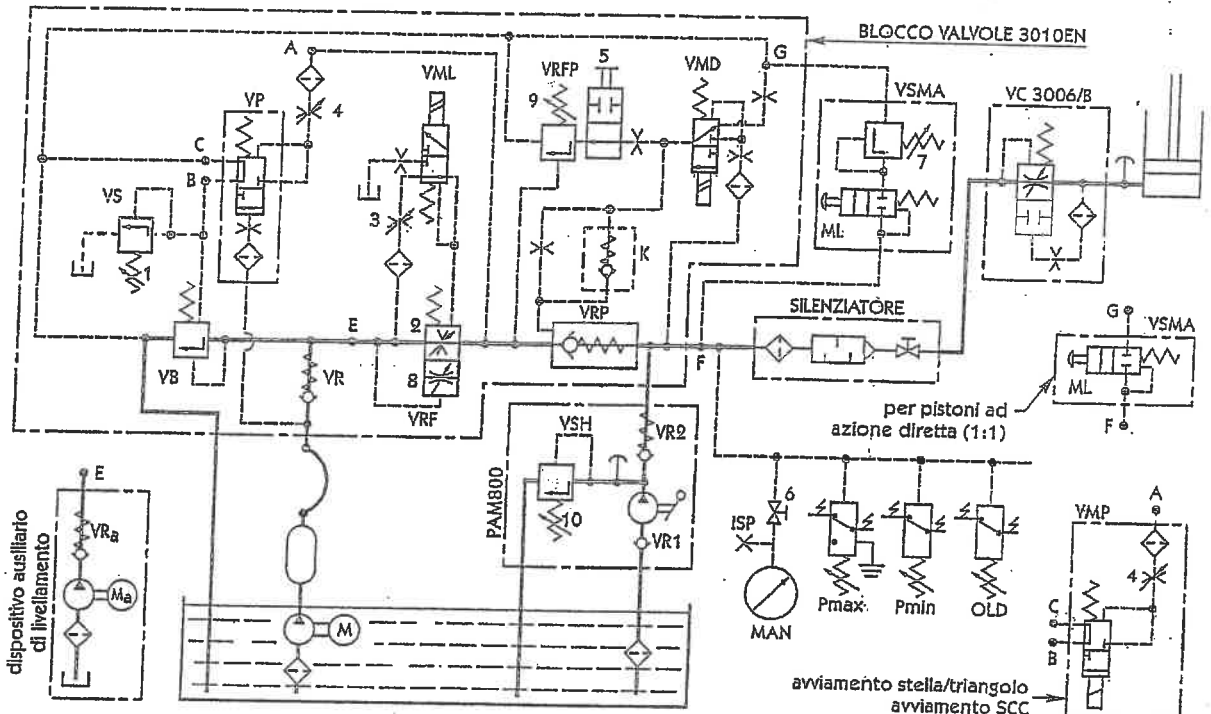 BLOCCO VALVOLE 3010EN
A
G
VP
4
VML
VRFP
5
VMD
9
VSMA
VC 3006/B
C
B
VS
1
3
7
ML
K
SILENZIATORE
VRP
E
2
F
VB
VR
8
VRF
G
VSMA
ML
F
per pistoni ad
azione diretta (1:1)
PAM800
VSH
VR2
10
VR1
E
VRa
Ma
dispositivo ausiliario
di livellamento
M
ISP
6
MAN
Pmax
Pmin
OLD
A
VMP
4
C
B
avviamento stella/triangolo
avviamento SCC